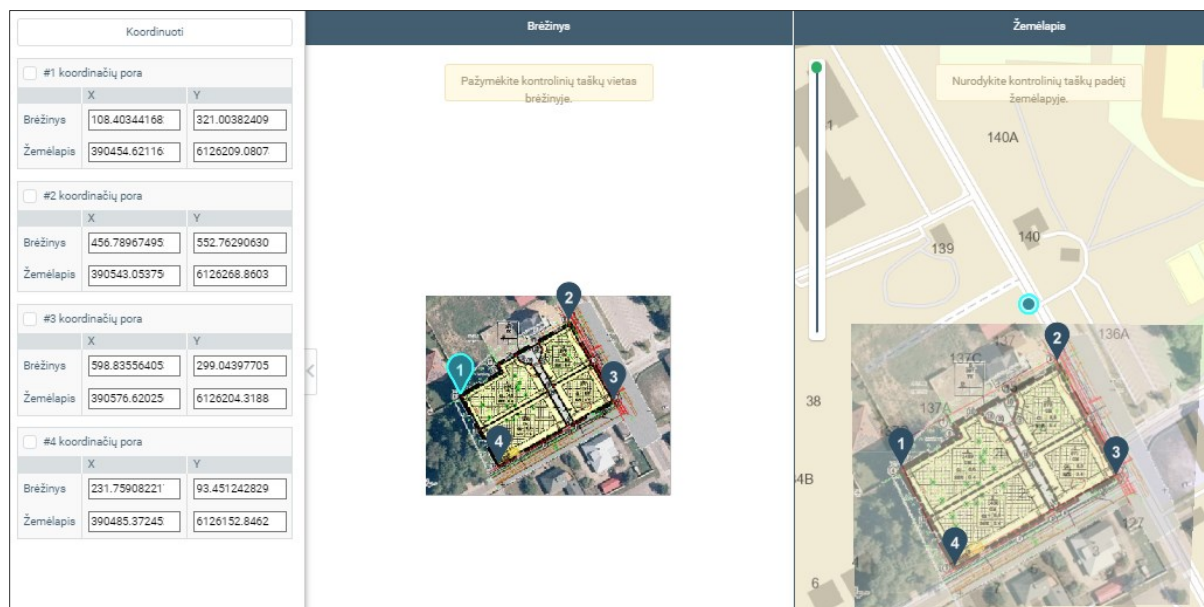 Koordinuoti
#1 koordinačių pora
X Y
Brėžinys 108.40344168 321.00382409
Žemėlapis 390454.62116 6126209.0807
#2 koordinačių pora
X Y
Brėžinys 456.78967495 552.76290630
Žemėlapis 390543.05375 6126268.8603
#3 koordinačių pora
X Y
Brėžinys 598.83556405 299.04397705
Žemėlapis 390576.62025 6126204.3188
#4 koordinačių pora
X Y
Brėžinys 231.75908221 93.451242829
Žemėlapis 390485.37245 6126152.8462
Brėžinys
Pažymėkite kontrolinių taškų vietas
brėžinyje.
2
1
3
4
Žemėlapis
Nurodykite kontrolinių taškų padėtį
žemėlapyje.
140A
139
140
136A
137
2
137C
38
137A
1
3
4B
127
4
6